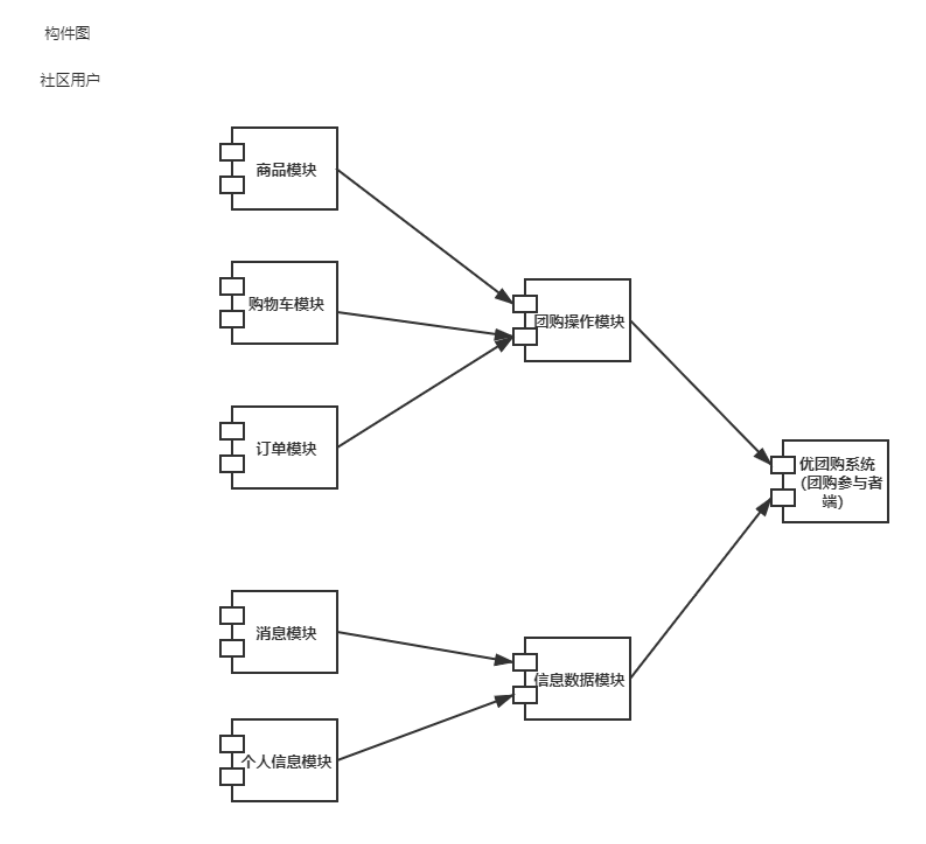 构件图
社区用户
商品模块
购物车模块
团购操作模块
订单模块
优团购系统
(团购参与者
端)
消息模块
信息数据模块
个人信息模块